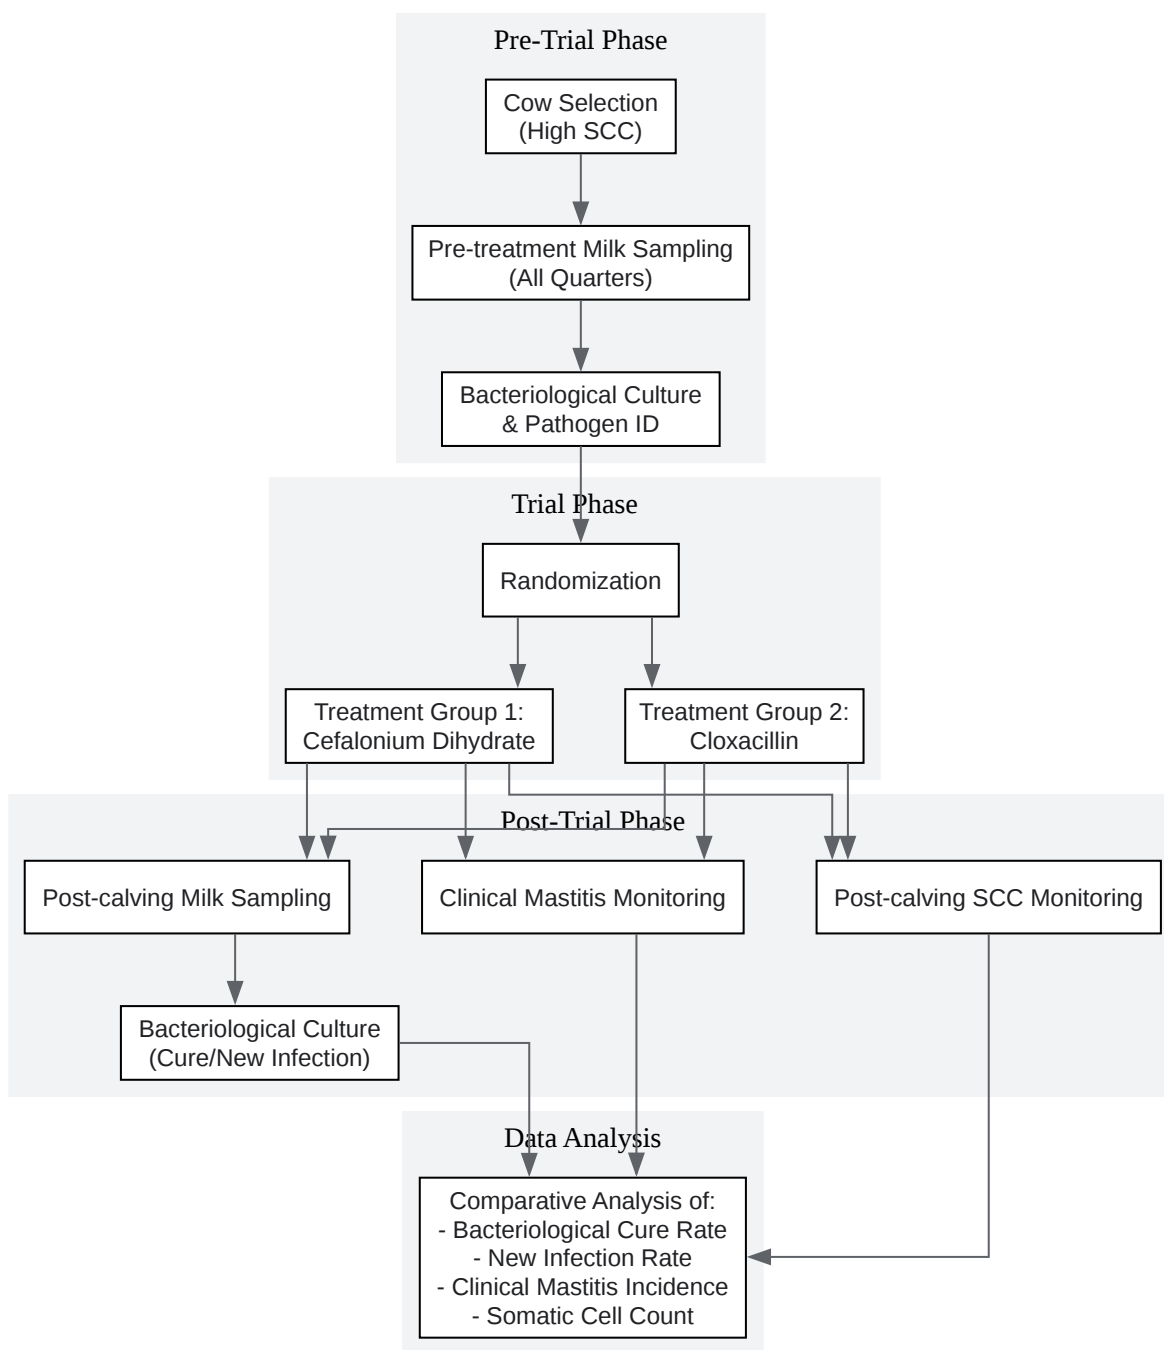 Pre-Trial Phase
Cow Selection
(High SCC)
Pre-treatment Milk Sampling
(All Quarters)
Bacteriological Culture
& Pathogen ID
Trial Phase
Randomization
Treatment Group 1:
Cefalonium Dihydrate
Treatment Group 2:
Cloxacillin
Post-Trial Phase
Post-calving Milk Sampling
Clinical Mastitis Monitoring
Post-calving SCC Monitoring
Bacteriological Culture
(Cure/New Infection)
Data Analysis
Comparative Analysis of:
- Bacteriological Cure Rate
- New Infection Rate
- Clinical Mastitis Incidence
- Somatic Cell Count